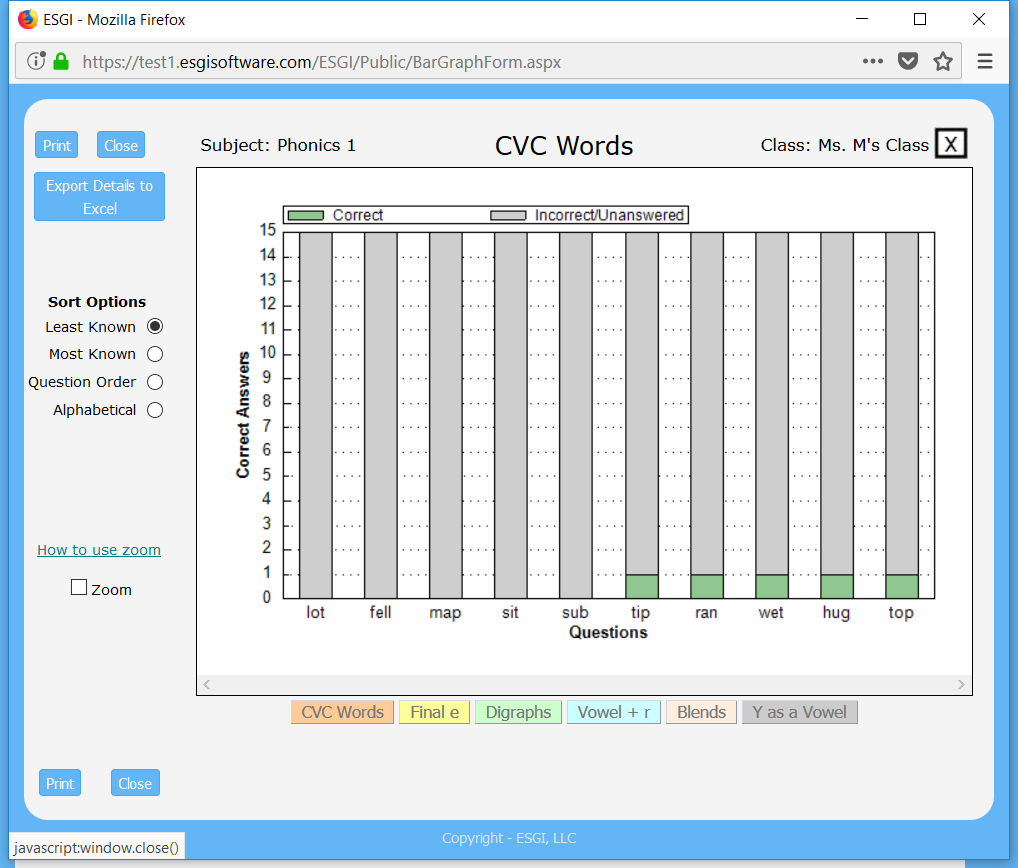 ESGI - Mozilla Firefox
https://test1.esgisoftware.com/ESGI/Public/BarGraphForm.aspx
Print Close
Subject: Phonics 1 CVC Words Class: Ms. M's Class X
Export Details to
Excel
Correct Incorrect/Unanswered
15
14
13
12
11
10
9
8
7
6
5
4
3
2
1
0
Correct Answers
lot fell map sit sub tip ran wet hug top
Questions
Sort Options
Least Known
Most Known
Question Order
Alphabetical
How to use zoom
Zoom
CVC Words Final e Digraphs Vowel + r Blends Y as a Vowel
Print Close
Copyright - ESGI, LLC
javascript:window.close()